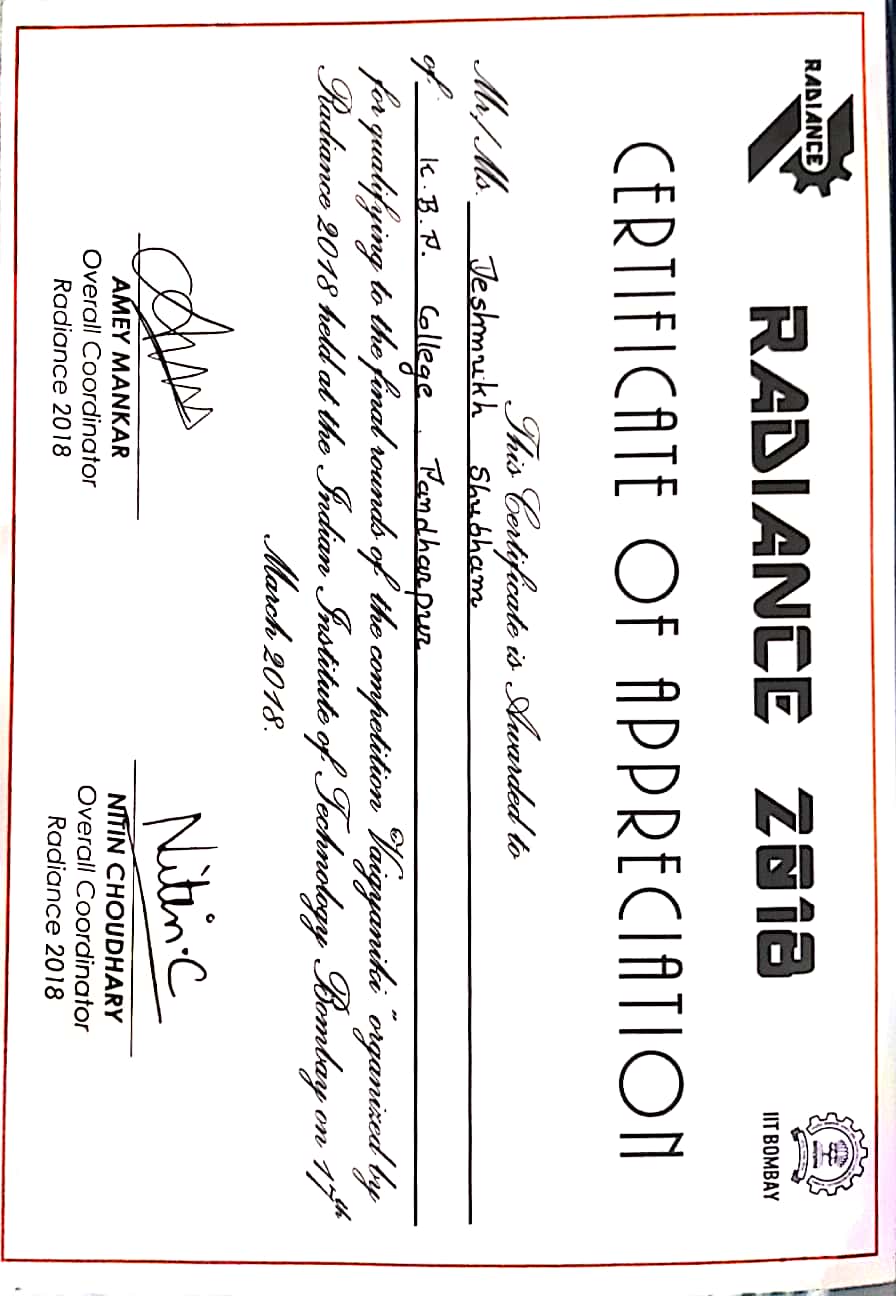 RADIANCE
RADIANCE 2018
IIT BOMBAY
CERTIFICATE OF APPRECIATION
This Certificate is Awarded to
Mr/Ms. Deshmukh Shubham
of K.B.P. College, Pandharpur
for qualifying to the final rounds of the competition "Vaigyaniki" organized by
Radiance 2018 held at the Indian Institute of Technology Bombay on 17th
March 2018.
Nitin.C
AMEY MANKAR
Overall Coordinator
Radiance 2018
NITIN CHOUDHARY
Overall Coordinator
Radiance 2018